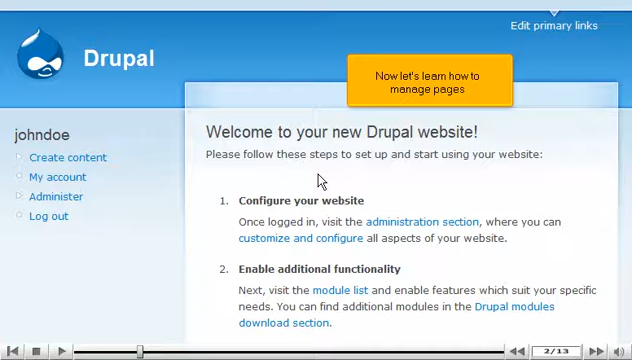 Edit primary links
Drupal
Now let's learn how to
manage pages
johndoe
Create content
My account
Administer
Log out
Welcome to your new Drupal website!
Please follow these steps to set up and start using your website:
1. Configure your website
Once logged in, visit the administration section, where you can
customize and configure all aspects of your website.
2. Enable additional functionality
Next, visit the module list and enable features which suit your specific
needs. You can find additional modules in the Drupal modules
download section.
2/13